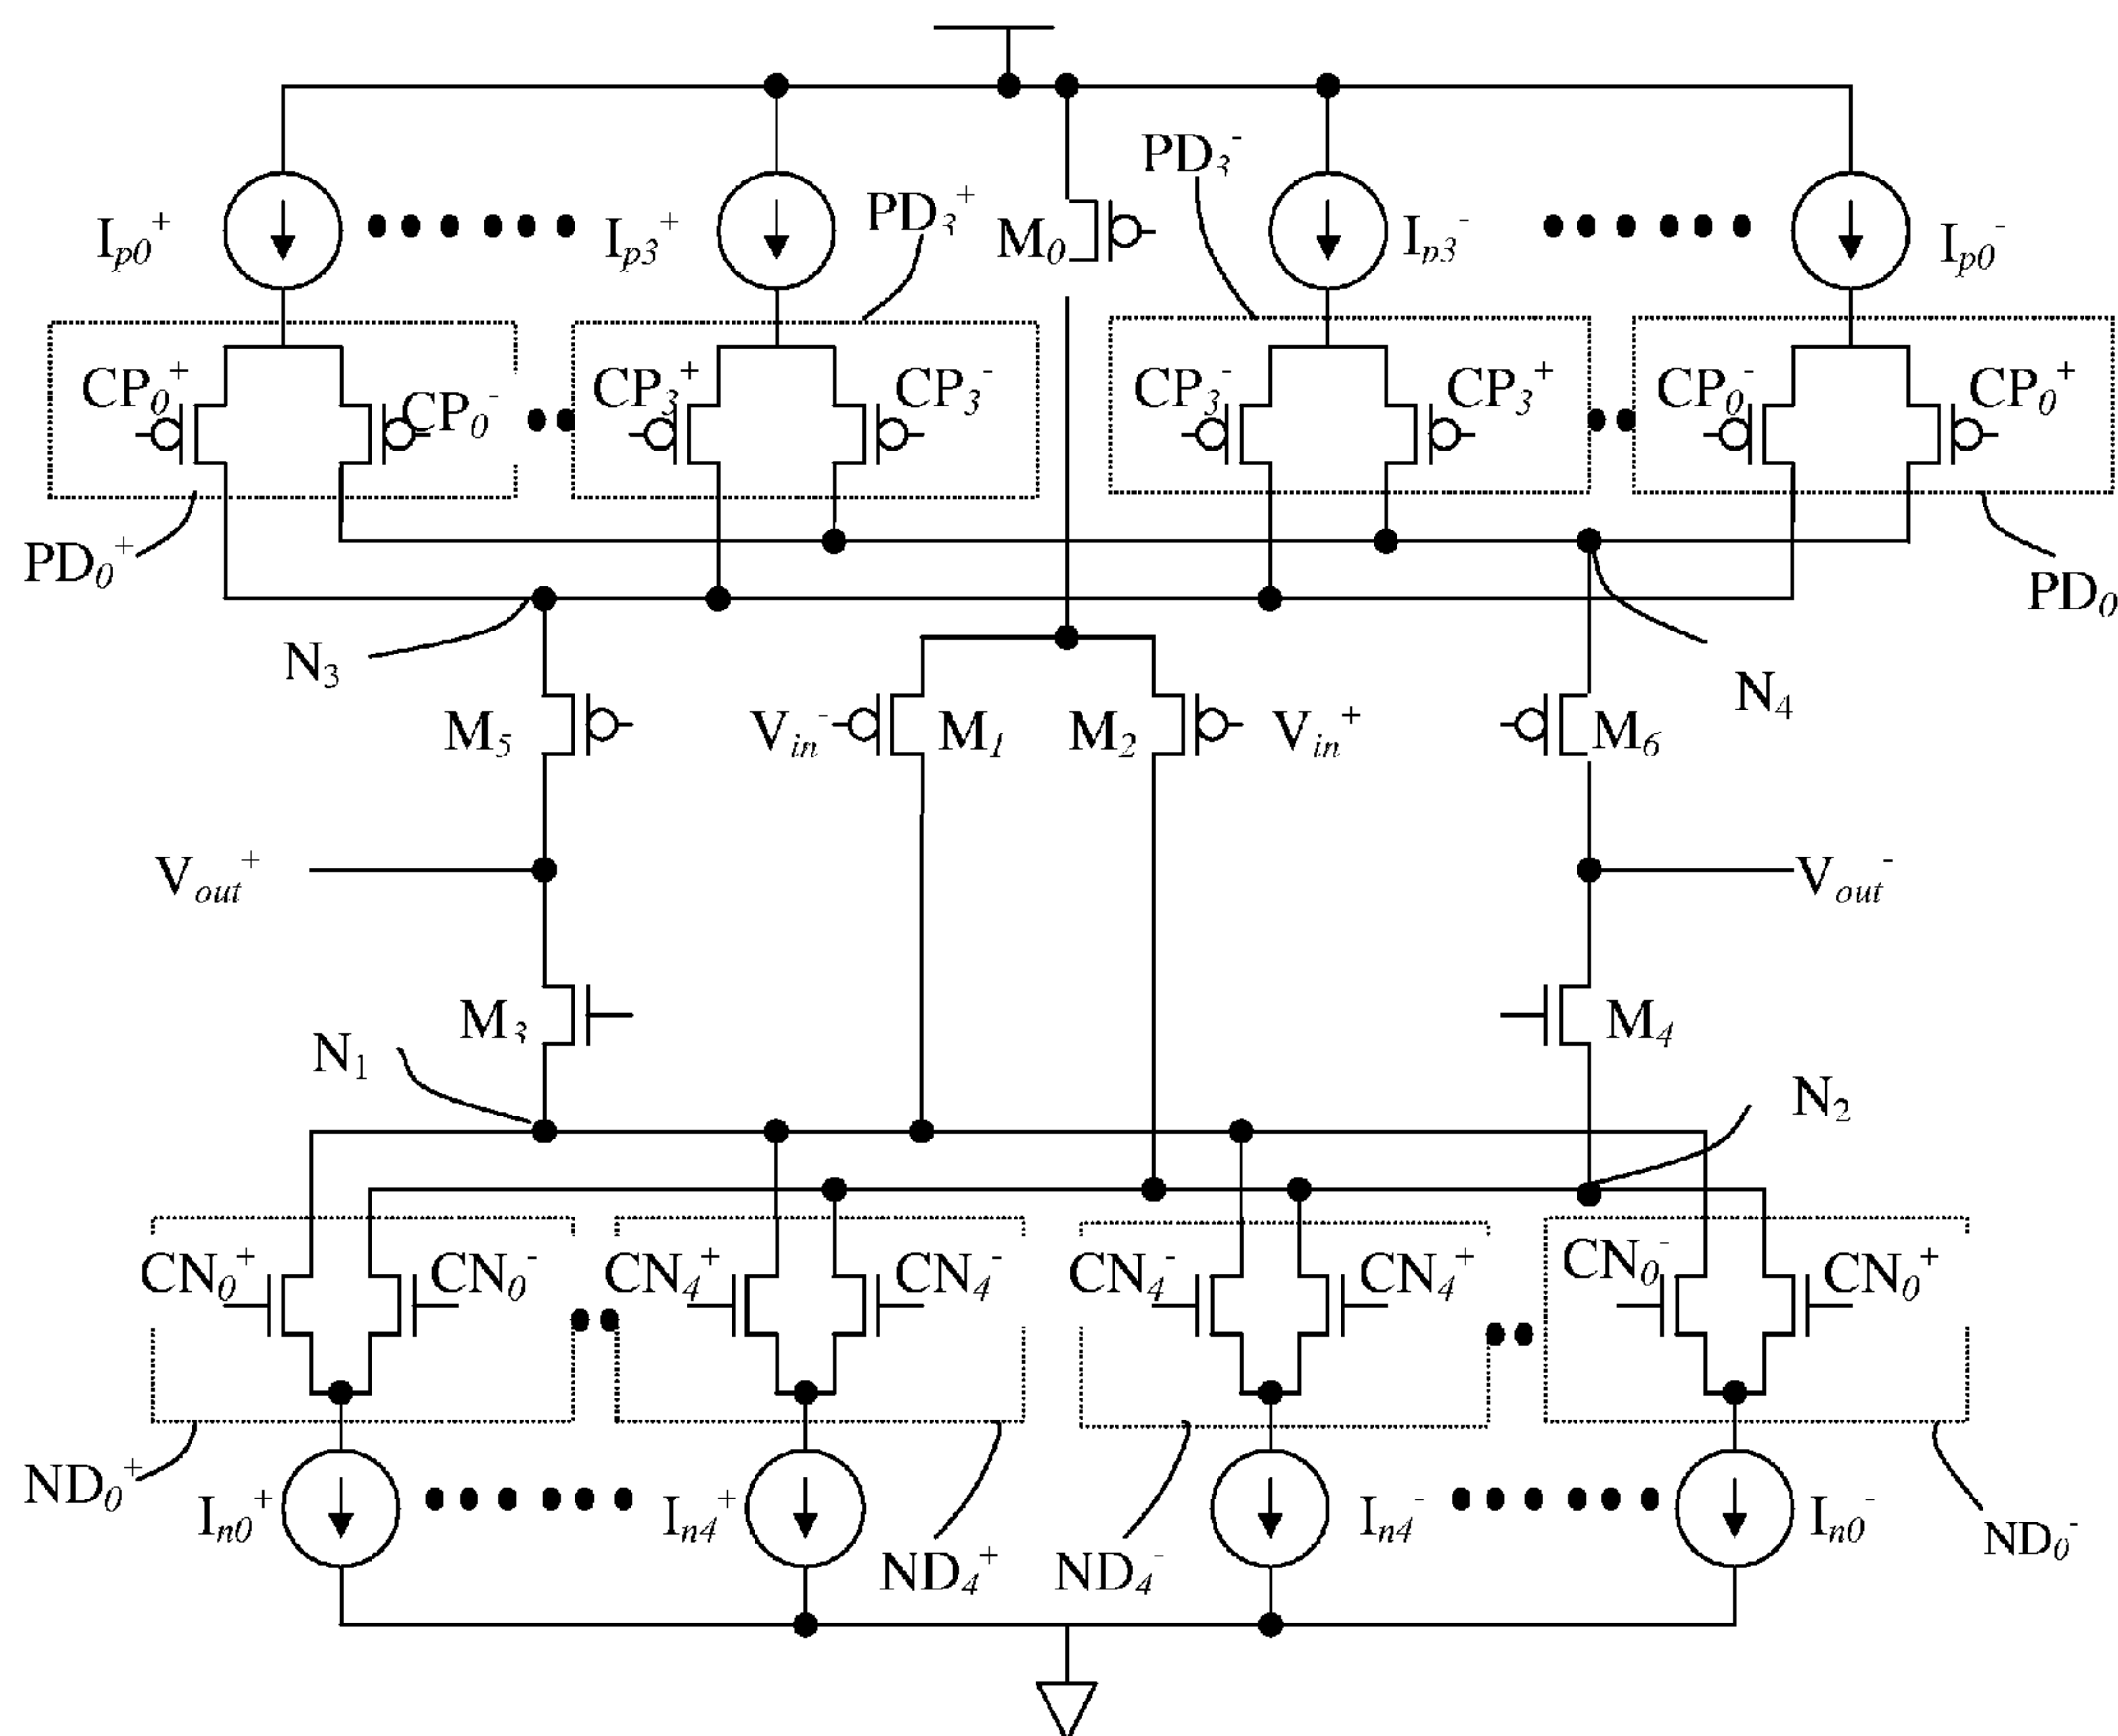 PD3-
PD3+
Ip0+
Ip3+
M0
Ip3-
Ip0-
CP0+
CP0-
CP3+
CP3-
CP3-
CP3+
CP0-
CP0+
PD0+
PD0
N3
N4
M5
Vin-
M1
M2
Vin+
M6
Vout+
Vout-
M3
M4
N1
N2
CN0+
CN0-
CN4+
CN4-
CN4-
CN4+
CN0-
CN0+
ND0+
In0+
In4+
In4-
In0-
ND4+
ND4-
ND0-